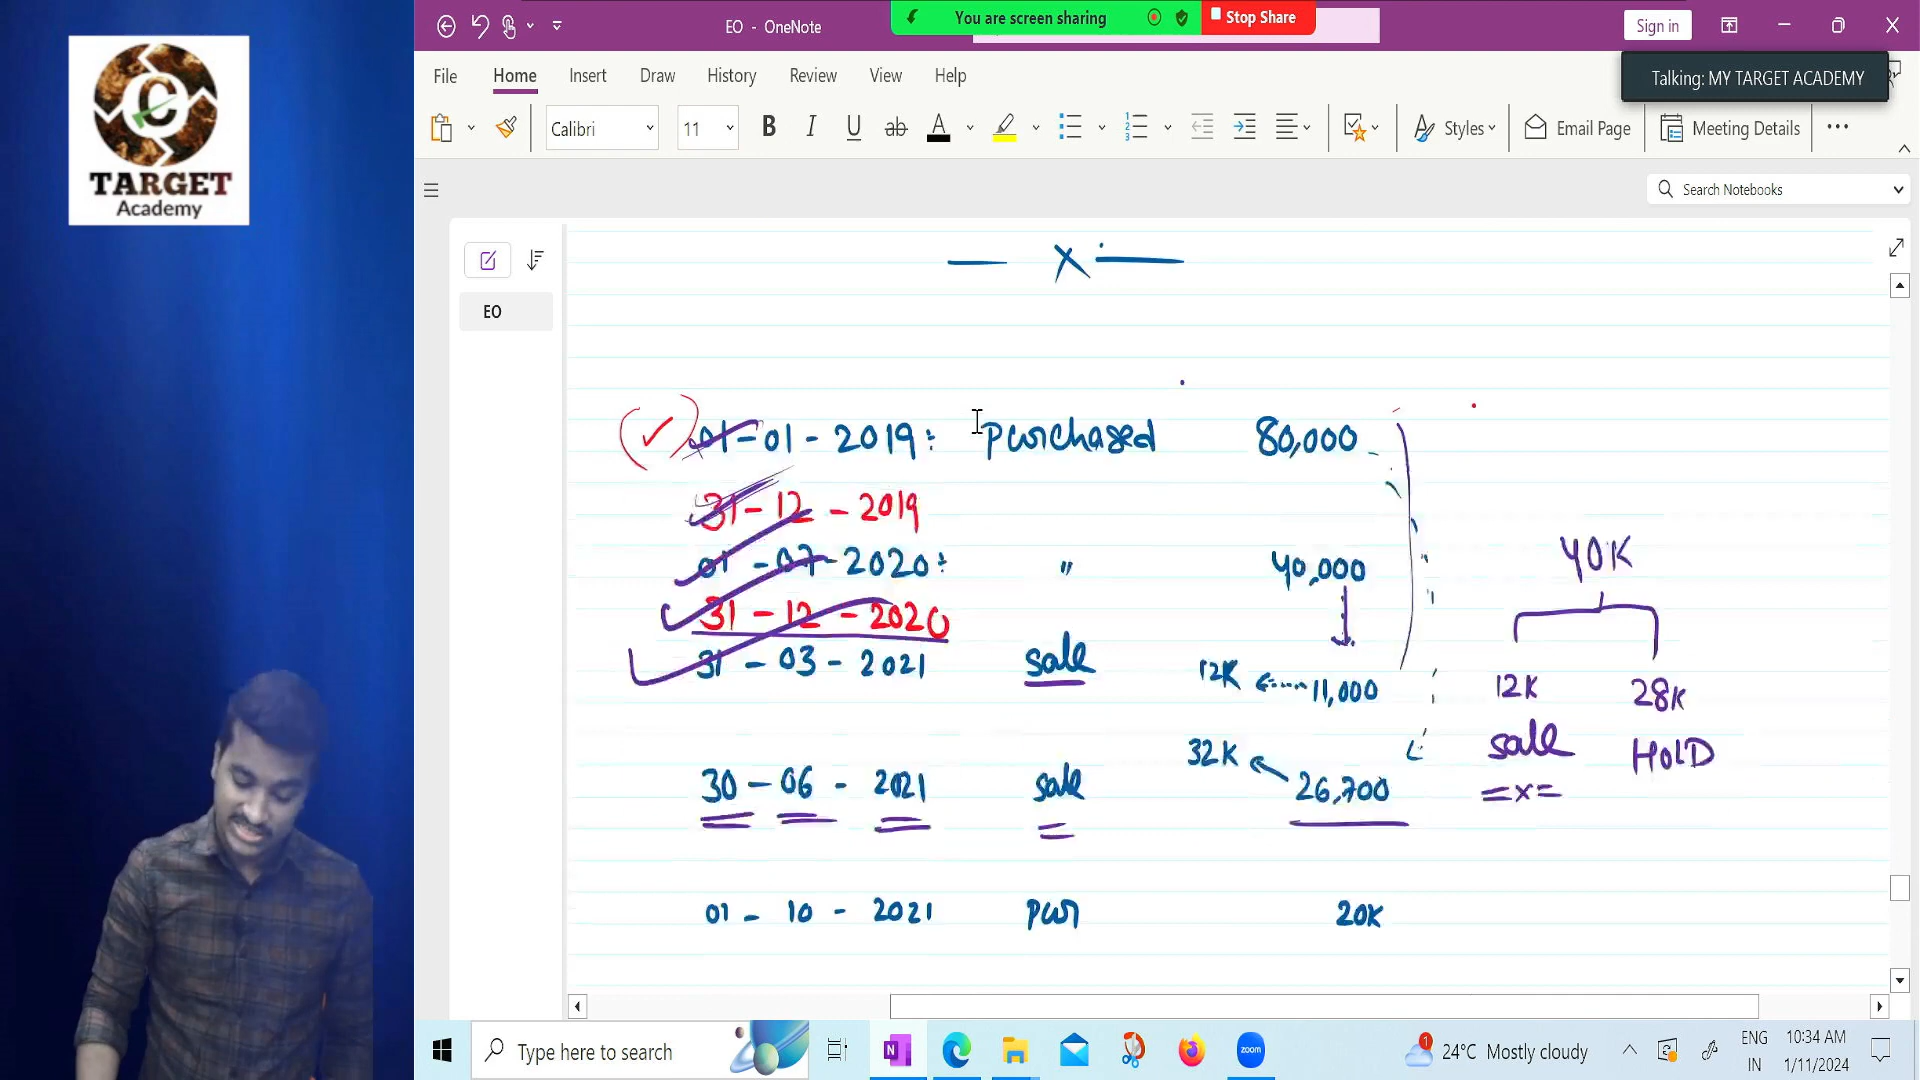 TARGET
Academy
EO - OneNote
You are screen sharing
Stop Share
Sign in
Talking: MY TARGET ACADEMY
File Home Insert Draw History Review View Help
Calibri 11 B I U ab A Styles Email Page Meeting Details
Search Notebooks
EO
— x —
01-01-2019: Purchased 80,000
31-12-2019
01-07-2020: " 40,000
31-12-2020
31-03-2021 sale 12K 11,000
30-06-2021 sale 32K 26,700
01-10-2021 pur 20K
40K
12K 28K
sale HOLD
=x=
Type here to search
zoom
1
24°C Mostly cloudy
ENG
IN
10:34 AM
1/11/2024